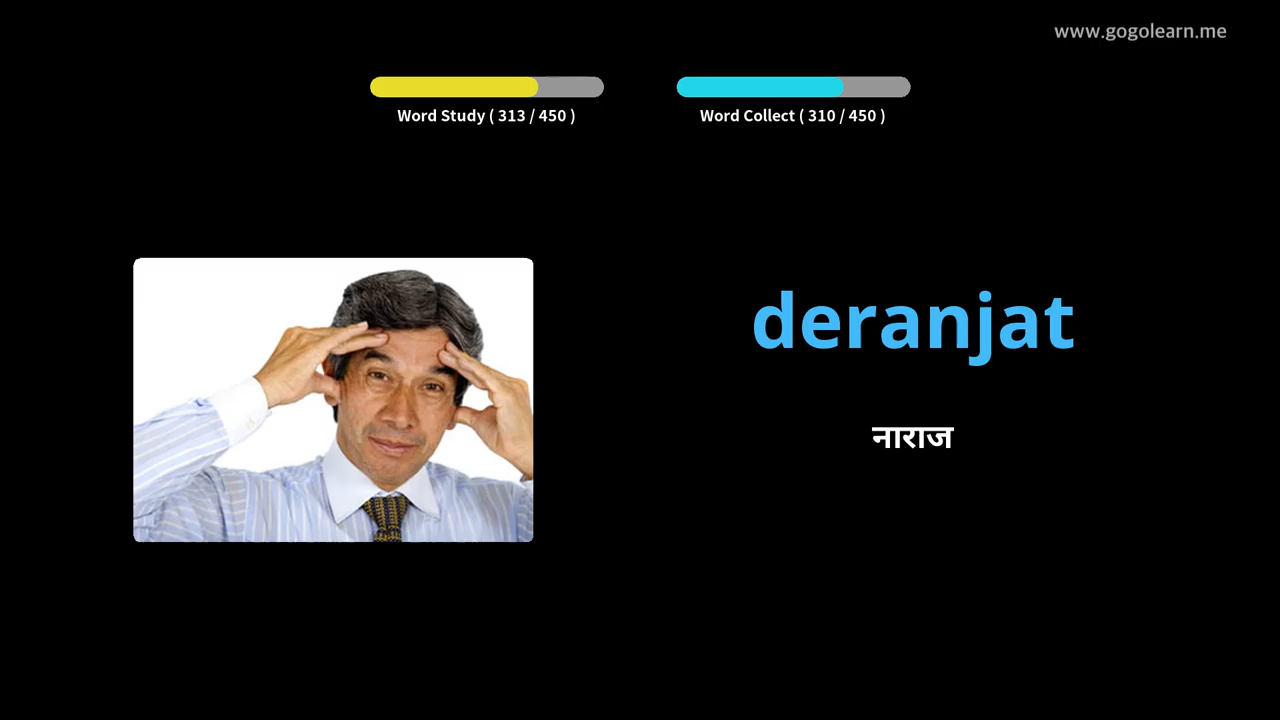 www.gogolearn.me
Word Study ( 313 / 450 )
Word Collect ( 310 / 450 )
deranjat
नाराज